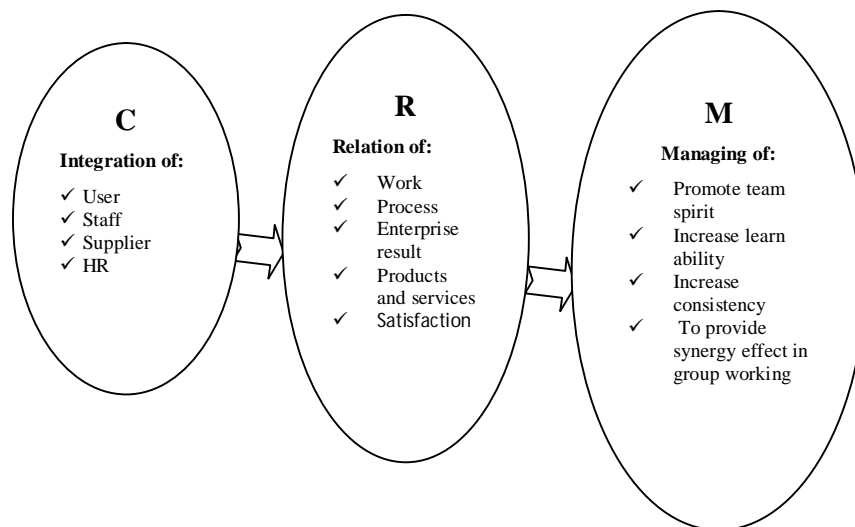 C
Integration of:
✓ User
✓ Staff
✓ Supplier
✓ HR
R
Relation of:
✓ Work
✓ Process
✓ Enterprise
result
✓ Products
and services
✓ Satisfaction
M
Managing of:
✓ Promote team
spirit
✓ Increase learn
ability
✓ Increase
consistency
✓ To provide
synergy effect in
group working